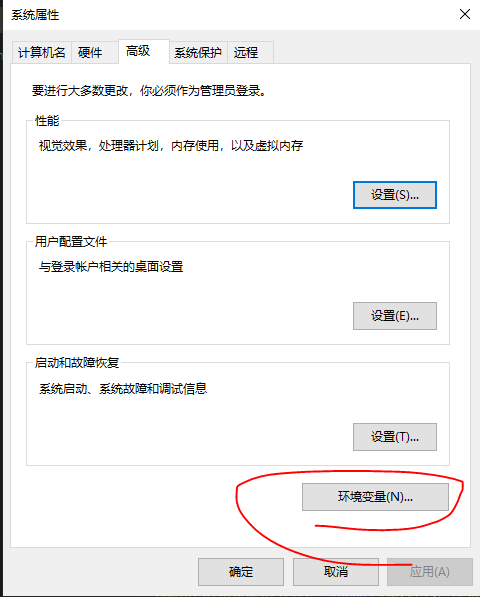 系统属性
计算机名 硬件 高级 系统保护 远程
要进行大多数更改，你必须作为管理员登录。
性能
视觉效果，处理器计划，内存使用，以及虚拟内存
设置(S)...
用户配置文件
与登录帐户相关的桌面设置
设置(E)...
启动和故障恢复
系统启动、系统故障和调试信息
设置(T)...
环境变量(N)...
确定 取消 应用(A)